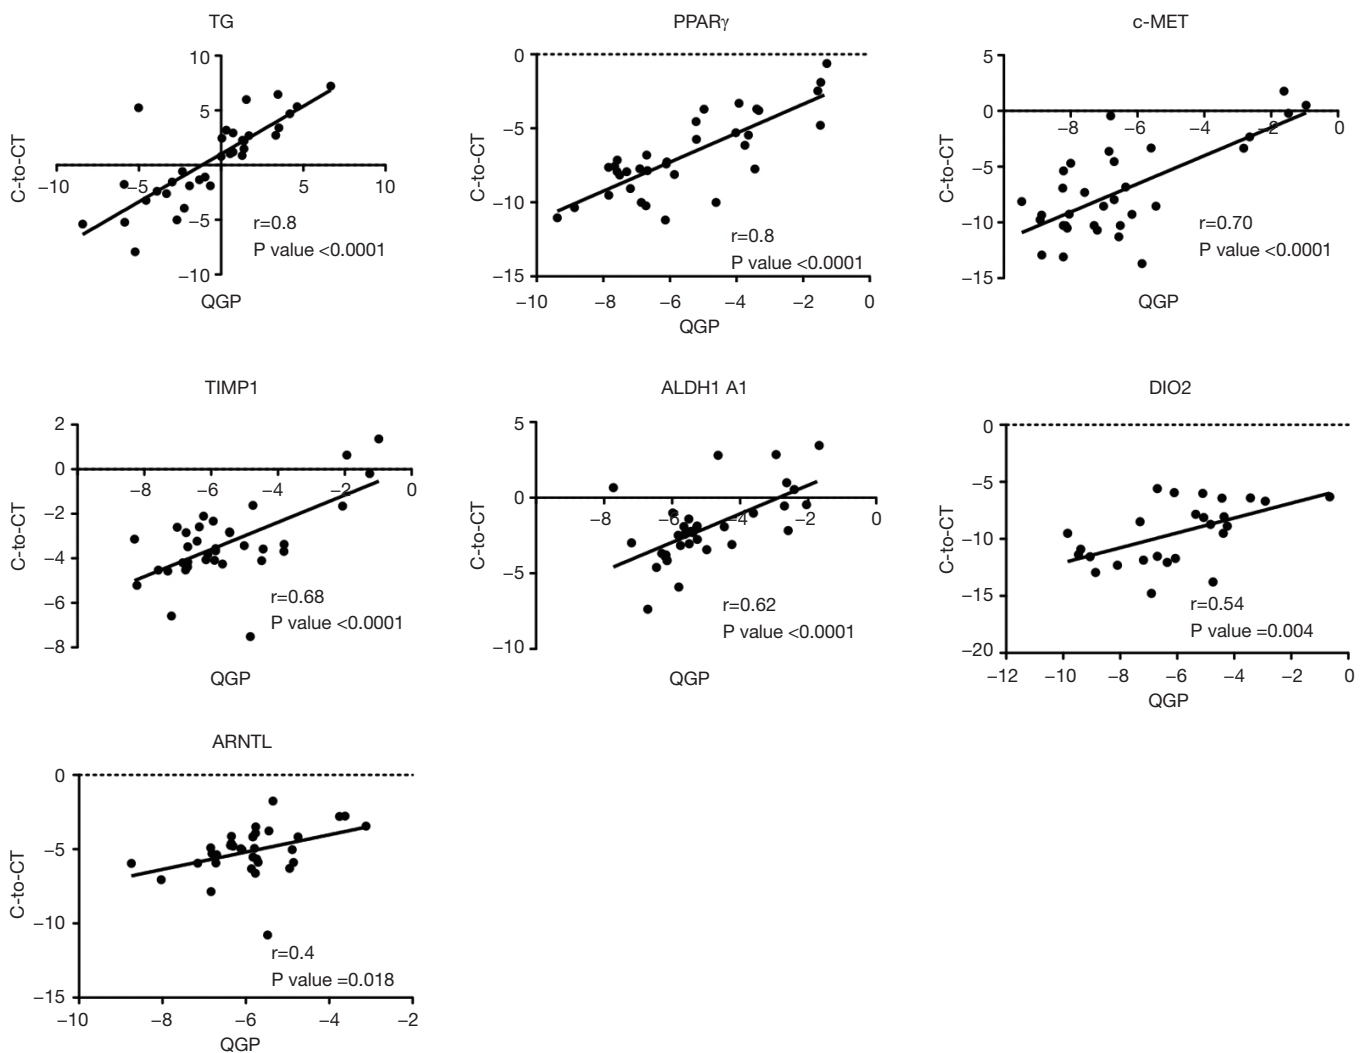 TG
10
5
−10
−5
5
10
−5
−10
C-to-CT
QGP
r=0.8
P value <0.0001
PPARγ
0
−5
−10
−15
−10
−8
−6
−4
−2
0
C-to-CT
QGP
r=0.8
P value <0.0001
c-MET
5
0
−5
−10
−15
−8
−6
−4
−2
0
C-to-CT
QGP
r=0.70
P value <0.0001
TIMP1
2
0
−2
−4
−6
−8
−8
−6
−4
−2
0
C-to-CT
QGP
r=0.68
P value <0.0001
ALDH1 A1
5
0
−5
−10
−8
−6
−4
−2
0
C-to-CT
QGP
r=0.62
P value <0.0001
DIO2
0
−5
−10
−15
−20
−12
−10
−8
−6
−4
−2
0
C-to-CT
QGP
r=0.54
P value =0.004
ARNTL
0
−5
−10
−15
−10
−8
−6
−4
−2
C-to-CT
QGP
r=0.4
P value =0.018